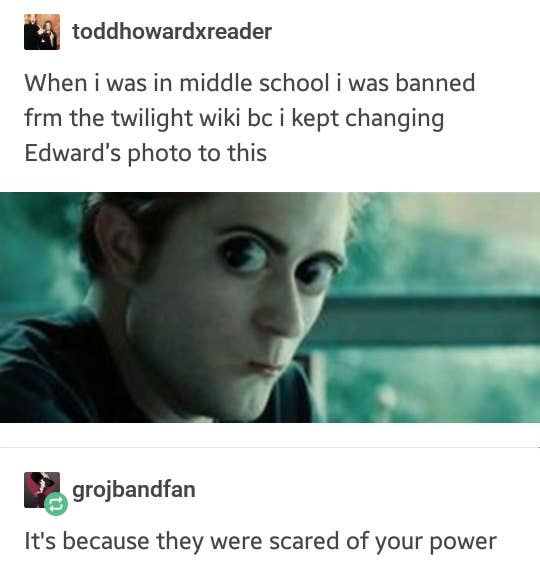 toddhowardxreader
When i was in middle school i was banned
frm the twilight wiki bc i kept changing
Edward's photo to this
grojbandfan
It's because they were scared of your power